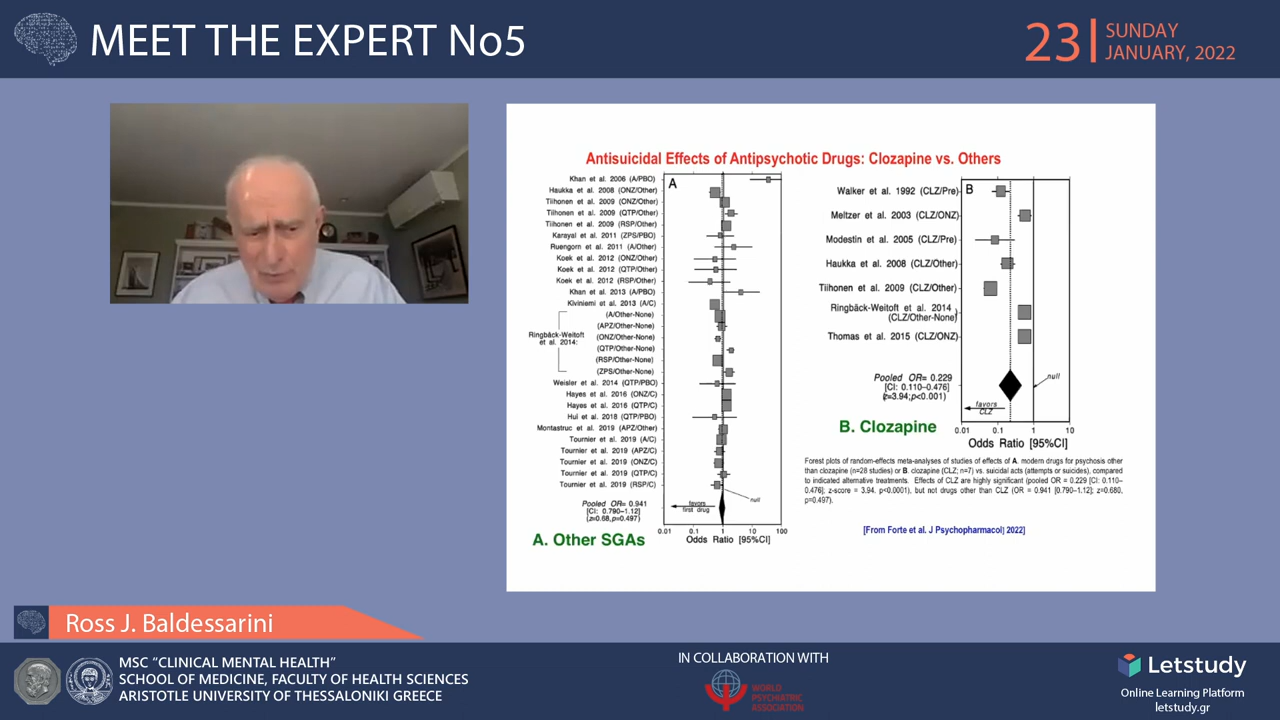 MEET THE EXPERT No5
23
SUNDAY
JANUARY, 2022
Antisuicidal Effects of Antipsychotic Drugs: Clozapine vs. Others
A
Khan et al. 2006 (A/PBO)
Haukka et al. 2008 (ONZ/Other)
Tiihonen et al. 2009 (ONZ/Other)
Tiihonen et al. 2009 (QTP/Other)
Tiihonen et al. 2009 (RSP/Other)
Karayal et al. 2011 (ZPS/PBO)
Ruengorn et al. 2011 (A/Other)
Koek et al. 2012 (ONZ/Other)
Koek et al. 2012 (QTP/Other)
Koek et al. 2012 (RSP/Other)
Khan et al. 2013 (A/PBO)
Kiviniemi et al. 2013 (A/C)
Ringbäck-Weitoft
et al. 2014:
(A/Other-None)
(APZ/Other-None)
(ONZ/Other-None)
(QTP/Other-None)
(RSP/Other-None)
(ZPS/Other-None)
Weisler et al. 2014 (QTP/PBO)
Hayes et al. 2016 (ONZ/C)
Hayes et al. 2016 (QTP/C)
Hui et al. 2018 (QTP/PBO)
Montastruc et al. 2019 (APZ/Other)
Tournier et al. 2019 (A/C)
Tournier et al. 2019 (APZ/C)
Tournier et al. 2019 (ONZ/C)
Tournier et al. 2019 (QTP/C)
Tournier et al. 2019 (RSP/C)
Pooled OR= 0.941
[CI: 0.790–1.12]
(z=0.68,p=0.497)
favors
first drug
null
0.01 0.1 1 10 100
Odds Ratio [95%CI]
A. Other SGAs
B
Walker et al. 1992 (CLZ/Pre)
Meltzer et al. 2003 (CLZ/ONZ)
Modestin et al. 2005 (CLZ/Pre)
Haukka et al. 2008 (CLZ/Other)
Tiihonen et al. 2009 (CLZ/Other)
Ringbäck-Weitoft et al. 2014
(CLZ/Other-None)
Thomas et al. 2015 (CLZ/ONZ)
Pooled OR= 0.229
[CI: 0.110–0.476]
(z=3.94;p<0.001)
favors
CLZ
null
0.01 0.1 1 10
Odds Ratio [95%CI]
B. Clozapine
Forest plots of random-effects meta-analyses of studies of effects of A. modern drugs for psychosis other
than clozapine (n=28 studies) or B. clozapine (CLZ; n=7) vs. suicidal acts (attempts or suicides), compared
to indicated alternative treatments. Effects of CLZ are highly significant (pooled OR = 0.229 [CI: 0.110–
0.476]; z-score = 3.94. p<0.0001), but not drugs other than CLZ (OR = 0.941 [0.790–1.12]; z=0.680,
p=0.497).
[From Forte et al. J Psychopharmacol) 2022]
Ross J. Baldessarini
MSC “CLINICAL MENTAL HEALTH”
SCHOOL OF MEDICINE, FACULTY OF HEALTH SCIENCES
ARISTOTLE UNIVERSITY OF THESSALONIKI GREECE
IN COLLABORATION WITH
WORLD
PSYCHIATRIC
ASSOCIATION
Letstudy
Online Learning Platform
letstudy.gr